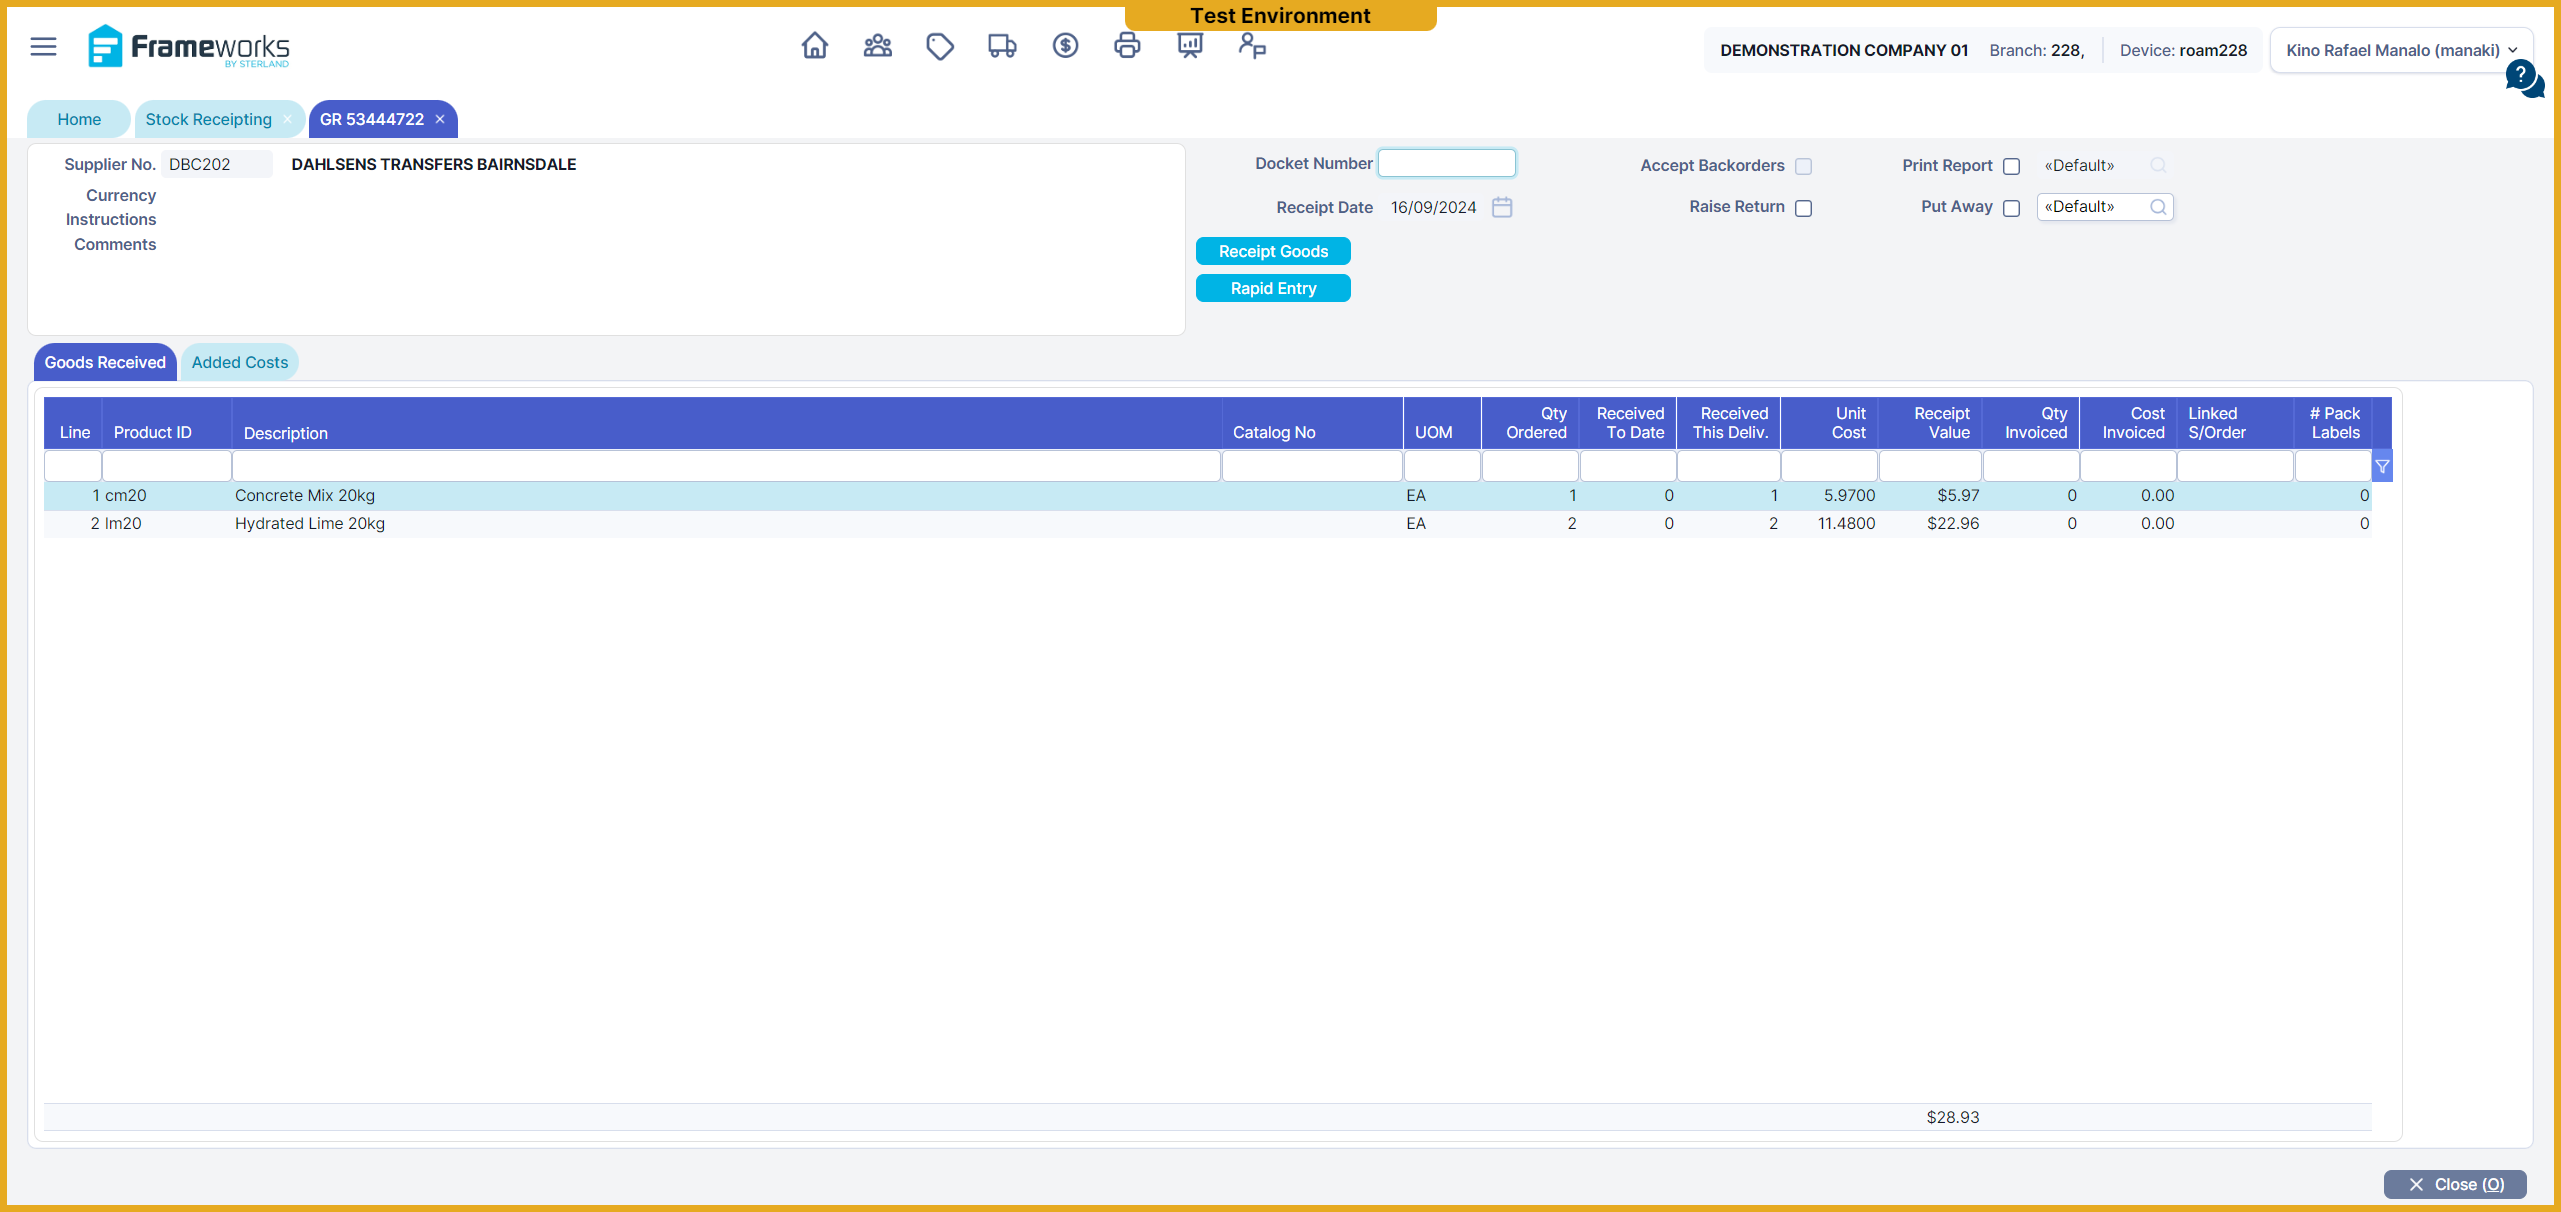 Test Environment
Frameworks
BY STERLAND
DEMONSTRATION COMPANY 01 Branch: 228, Device: roam228 Kino Rafael Manalo (manaki)
?
Home Stock Receipting × GR 53444722 ×
Supplier No. DBC202 DAHLSENS TRANSFERS BAIRNSDALE
Currency
Instructions
Comments
Docket Number Accept Backorders Print Report «Default»
Receipt Date 16/09/2024 Raise Return Put Away «Default»
Receipt Goods
Rapid Entry
Goods Received Added Costs
Line Product ID Description Catalog No UOM Qty Ordered Received To Date Received This Deliv. Unit Cost Receipt Value Qty Invoiced Cost Invoiced Linked S/Order # Pack Labels
1 cm20 Concrete Mix 20kg EA 1 0 1 5.9700 $5.97 0 0.00 0
2 lm20 Hydrated Lime 20kg EA 2 0 2 11.4800 $22.96 0 0.00 0
$28.93
Close (O)